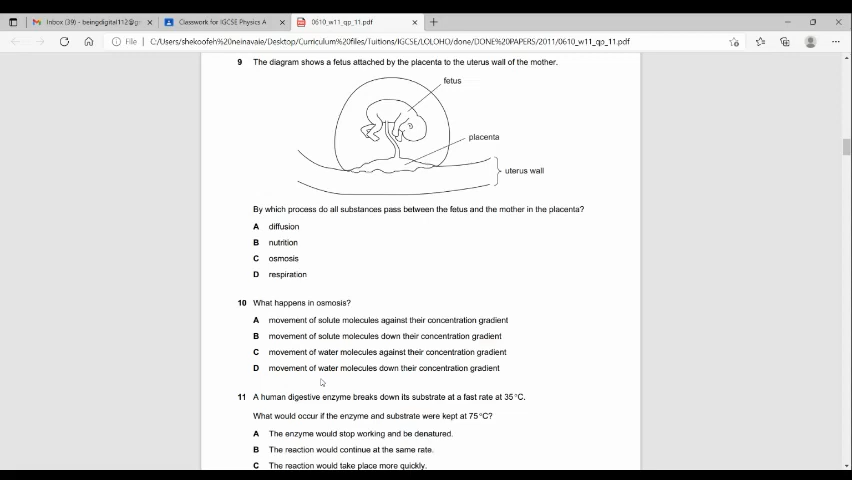 Inbox (39) - beingdigital112@g
Classwork for IGCSE Physics A
0610_w11_qp_11.pdf
File
C:/Users/shekoofeh%20neinavaie/Desktop/Curriculum%20files/Tuitions/IGCSE/LOLOHO/done/DONE%20PAPERS/2011/0610_w11_qp_11.pdf
9 The diagram shows a fetus attached by the placenta to the uterus wall of the mother.
fetus
placenta
uterus wall
By which process do all substances pass between the fetus and the mother in the placenta?
A diffusion
B nutrition
C osmosis
D respiration
10 What happens in osmosis?
A movement of solute molecules against their concentration gradient
B movement of solute molecules down their concentration gradient
C movement of water molecules against their concentration gradient
D movement of water molecules down their concentration gradient
11 A human digestive enzyme breaks down its substrate at a fast rate at 35°C.
What would occur if the enzyme and substrate were kept at 75°C?
A The enzyme would stop working and be denatured.
B The reaction would continue at the same rate.
C The reaction would take place more quickly.